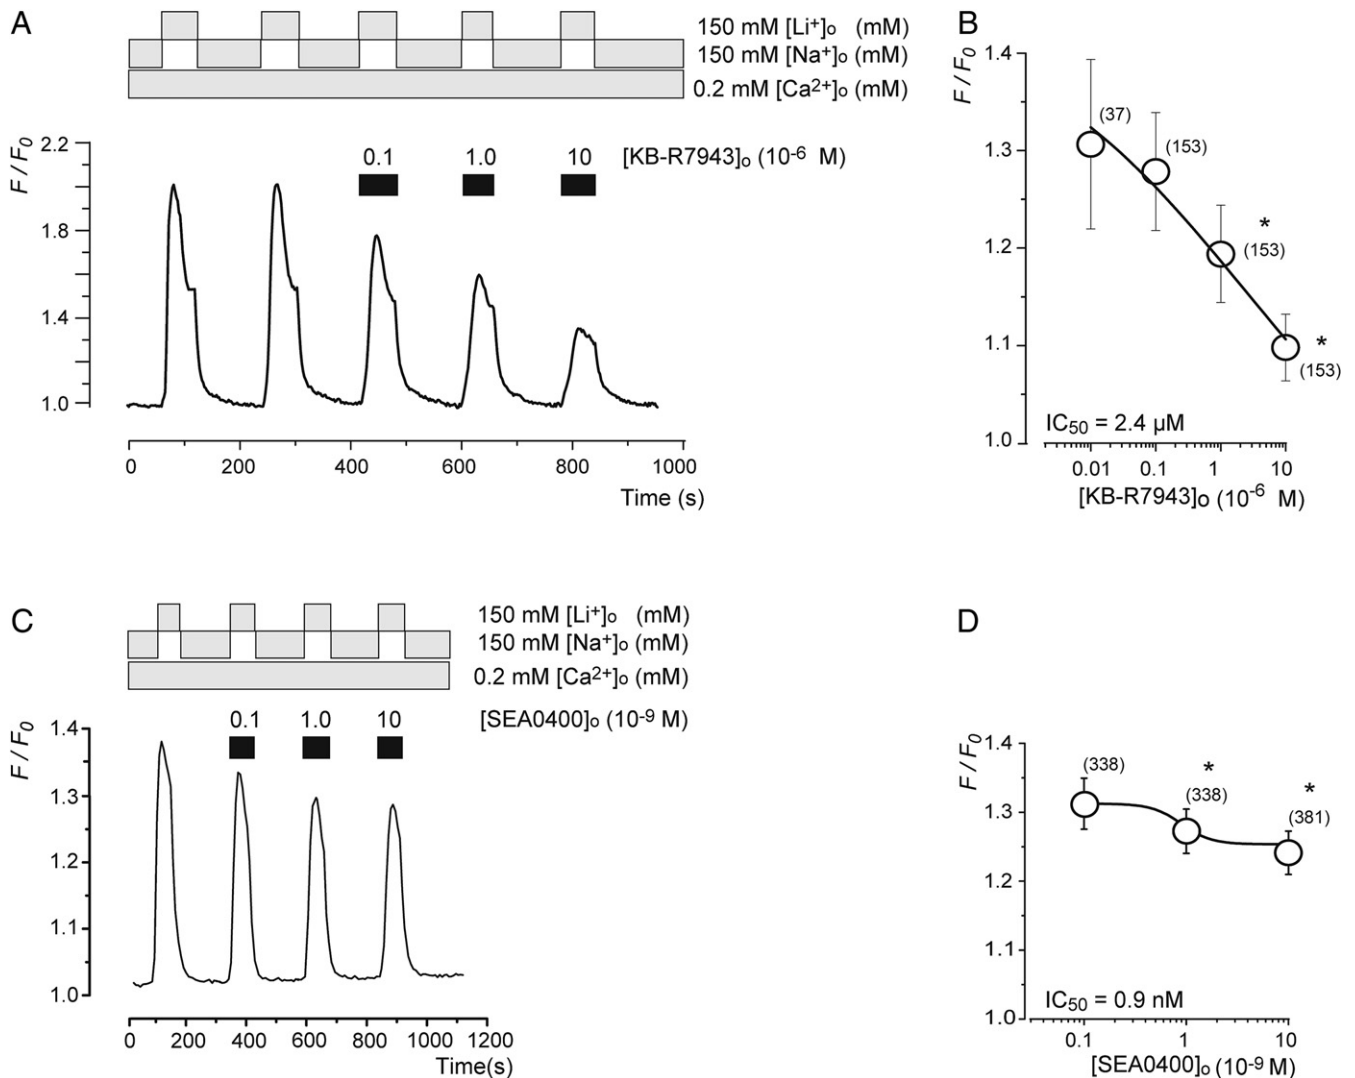 A
150 mM [Li+]o (mM)
150 mM [Na+]o (mM)
0.2 mM [Ca2+]o (mM)
F / F0
2.2
1.8
1.4
1.0
0.1 1.0 10 [KB-R7943]o (10-6 M)
0 200 400 600 800 1000
Time (s)
B
F / F0
1.4
1.3
1.2
1.1
1.0
(37)
(153)
*
(153)
*
(153)
IC50 = 2.4 µM
0.01 0.1 1 10
[KB-R7943]o (10-6 M)
C
150 mM [Li+]o (mM)
150 mM [Na+]o (mM)
0.2 mM [Ca2+]o (mM)
0.1 1.0 10 [SEA0400]o (10-9 M)
F / F0
1.4
1.3
1.2
1.1
1.0
0 200 400 600 800 1000 1200
Time(s)
D
F / F0
1.4
1.3
1.2
1.1
1.0
(338)
*
(338)
*
(381)
IC50 = 0.9 nM
0.1 1 10
[SEA0400]o (10-9 M)